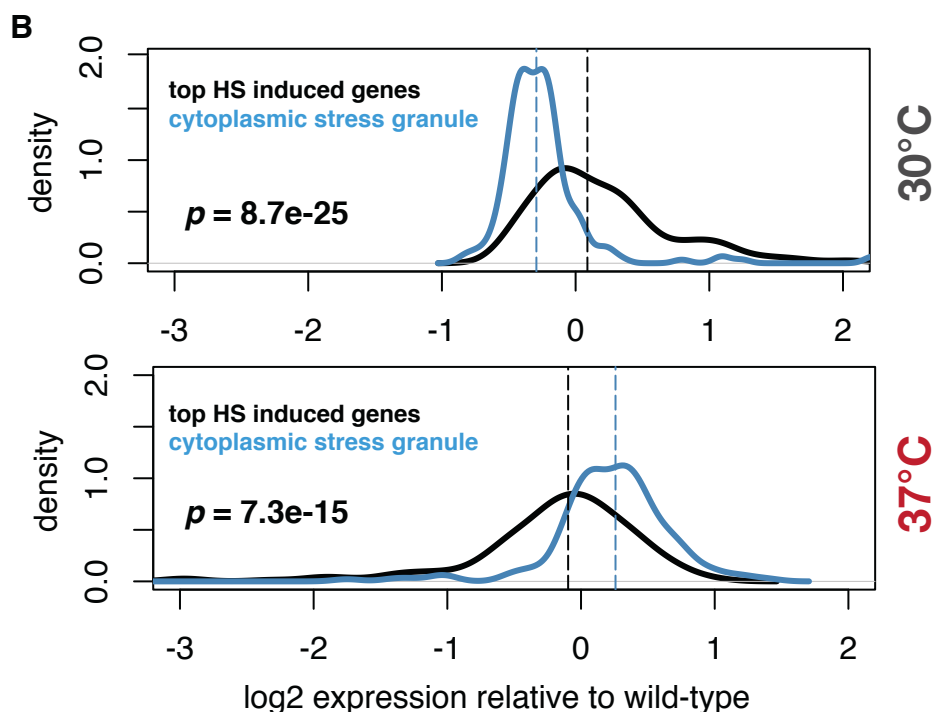 B
2.0
1.0
0.0
density
top HS induced genes
cytoplasmic stress granule
p = 8.7e-25
30°C
-3 -2 -1 0 1 2
2.0
1.0
0.0
density
top HS induced genes
cytoplasmic stress granule
p = 7.3e-15
37°C
-3 -2 -1 0 1 2
log2 expression relative to wild-type